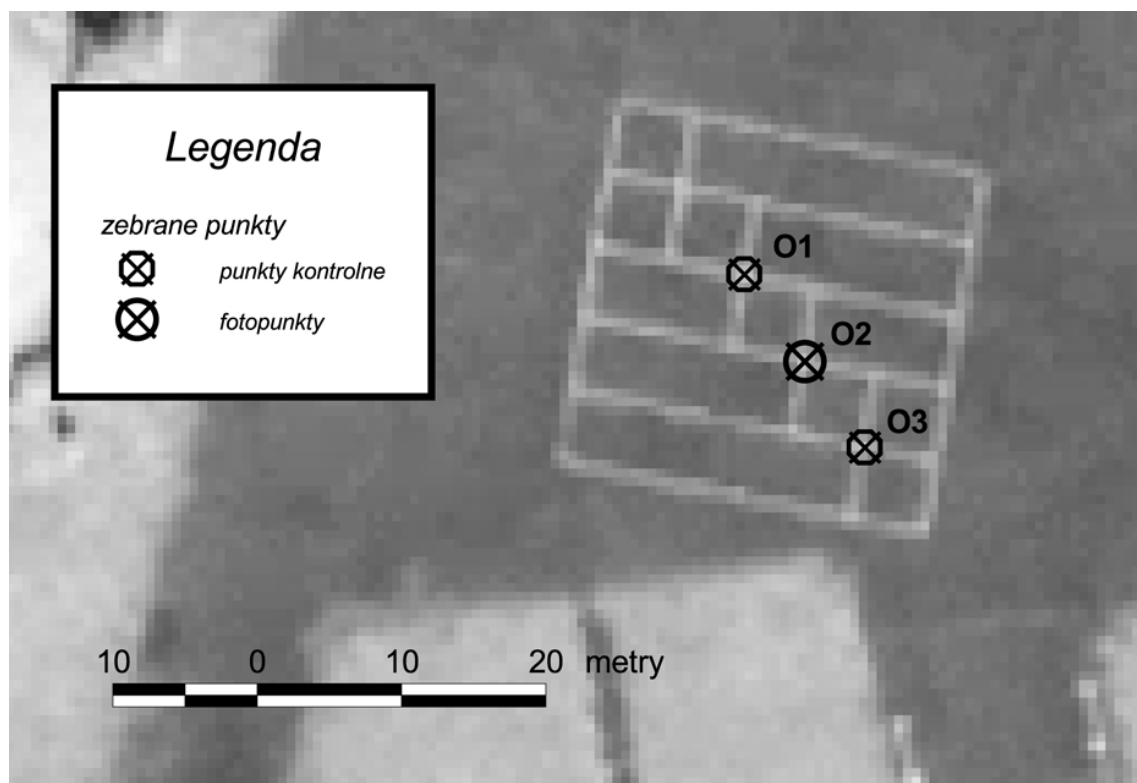 Legenda
zebrane punkty
punkty kontrolne
fotopunkty
O1
O2
O3
10 0 10 20 metry